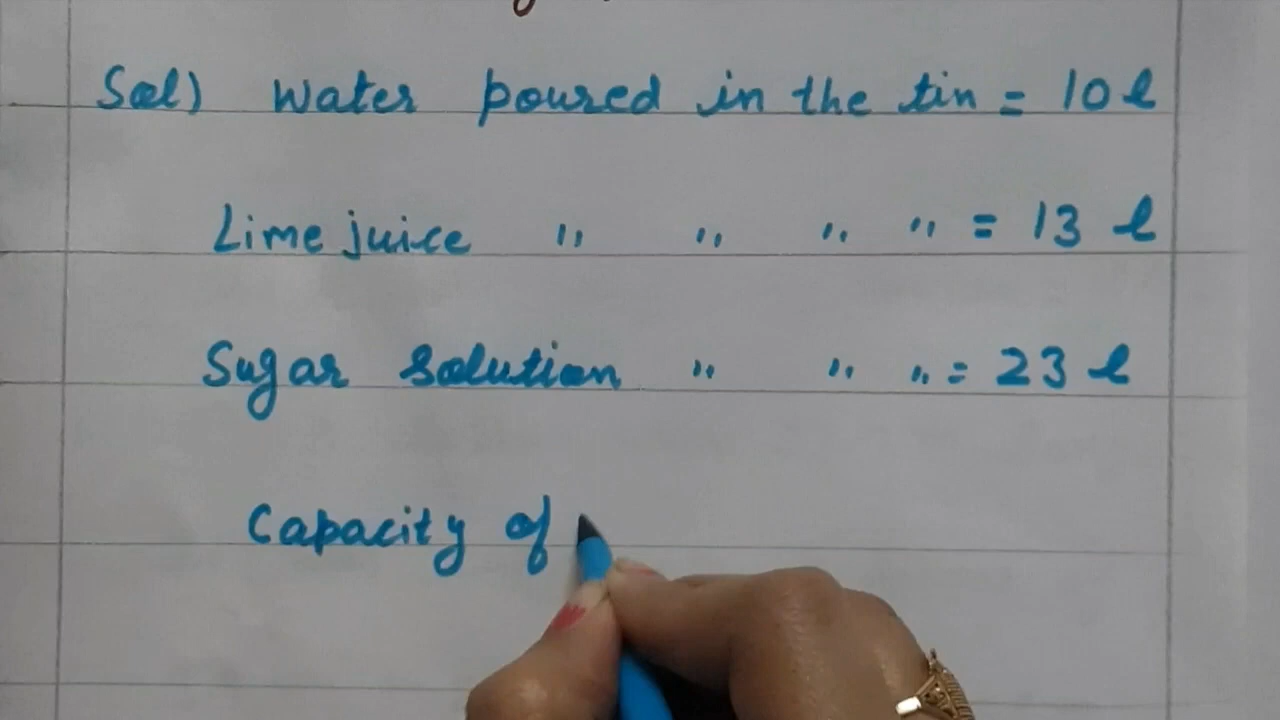 Sol) Water poured in the tin = 10 l
Lime juice " " " " = 13 l
Sugar solution " " " = 23 l
Capacity of